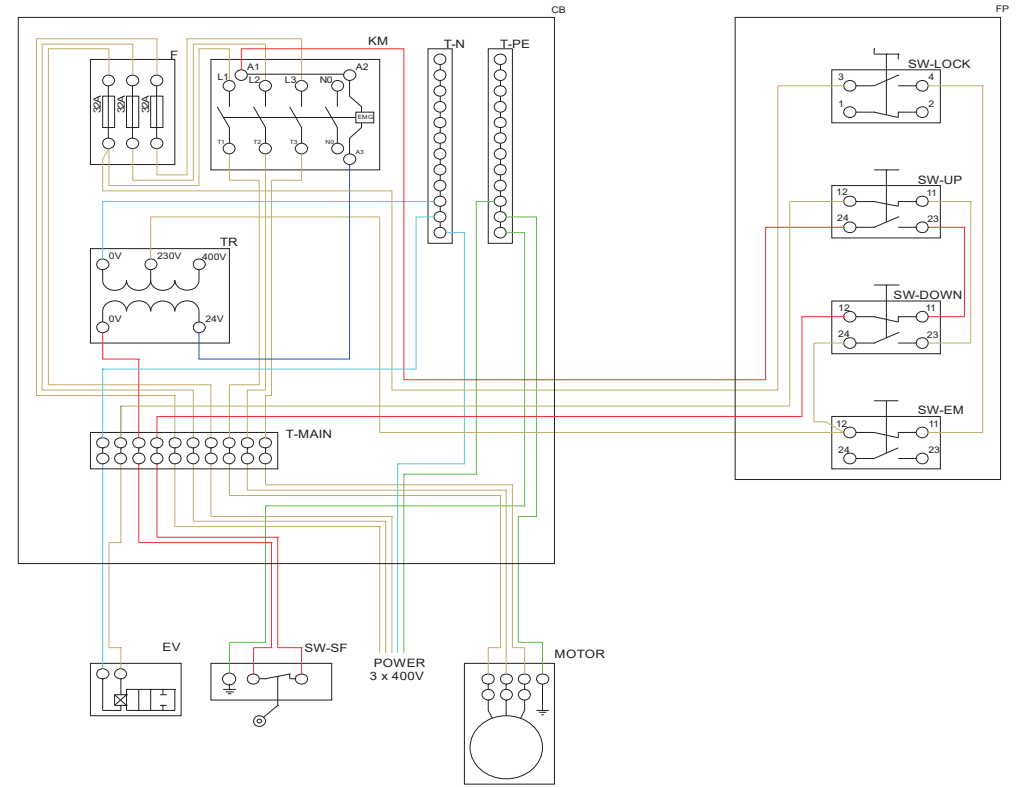 CB
FP
F
KM
T-N
T-PE
A1
A2
L1
L2
L3
N0
32A
32A
32A
EMG
T1
T2
T3
N0
A3
SW-LOCK
3
4
1
2
SW-UP
12
11
24
23
TR
0V
230V
400V
0V
24V
SW-DOWN
12
11
24
23
SW-EM
12
11
24
23
T-MAIN
EV
SW-SF
POWER
3 x 400V
MOTOR